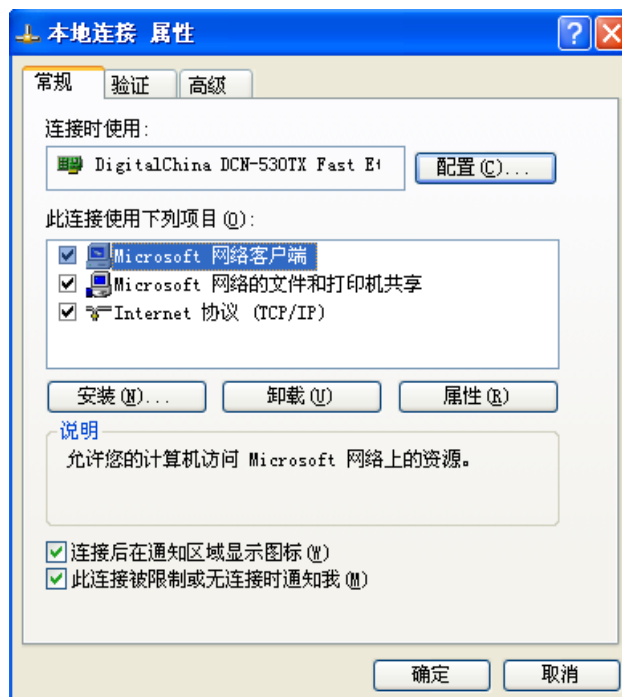 本地连接 属性
常规 验证 高级
连接时使用:
DigitalChina DCN-530TX Fast Et 配置(C)...
此连接使用下列项目(O):
Microsoft 网络客户端
Microsoft 网络的文件和打印机共享
Internet 协议 (TCP/IP)
安装(N)... 卸载(U) 属性(R)
说明
允许您的计算机访问 Microsoft 网络上的资源。
连接后在通知区域显示图标(W)
此连接被限制或无连接时通知我(M)
确定 取消